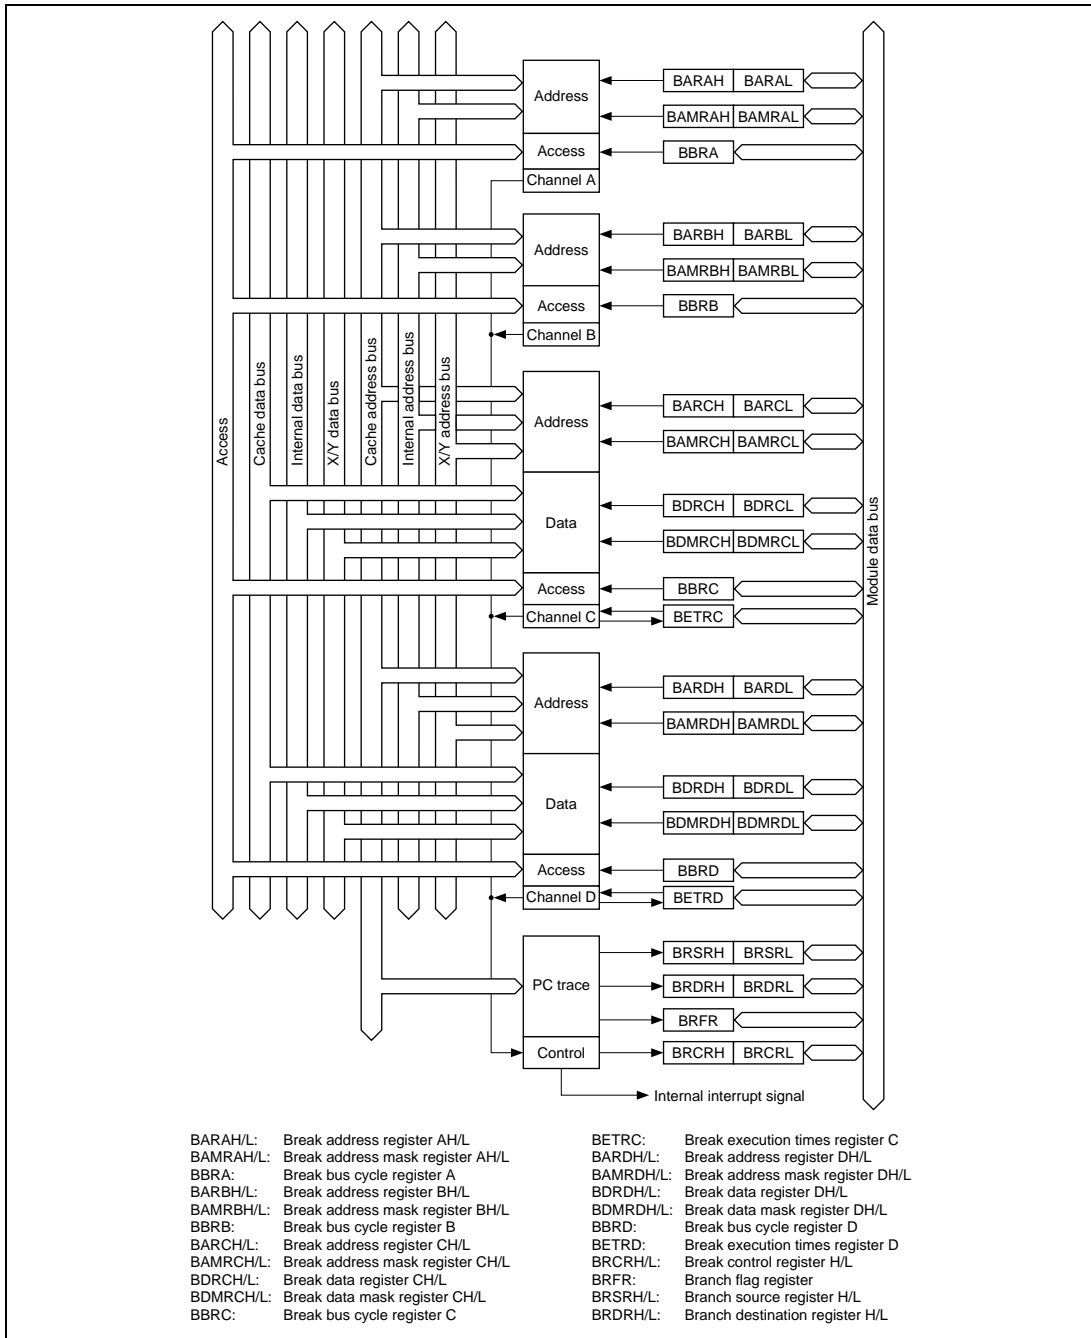 Address
BARAH BARAL
BAMRAH BAMRAL
Access
BBRA
Channel A
Address
BARBH BARBL
BAMRBH BAMRBL
Access
BBRB
Channel B
Access
Cache data bus
Internal data bus
X/Y data bus
Cache address bus
Internal address bus
X/Y address bus
Module data bus
Address
BARCH BARCL
BAMRCH BAMRCL
Data
BDRCH BDRCL
BDMRCH BDMRCL
Access
BBRC
Channel C
BETRC
Address
BARDH BARDL
BAMRDH BAMRDL
Data
BDRDH BDRDL
BDMRDH BDMRDL
Access
BBRD
Channel D
BETRD
PC trace
BRSRH BRSRL
BRDRH BRDRL
BRFR
Control
BRCRH BRCRL
Internal interrupt signal
BARAH/L: Break address register AH/L
BAMRAH/L: Break address mask register AH/L
BBRA: Break bus cycle register A
BARBH/L: Break address register BH/L
BAMRBH/L: Break address mask register BH/L
BBRB: Break bus cycle register B
BARCH/L: Break address register CH/L
BAMRCH/L: Break address mask register CH/L
BDRCH/L: Break data register CH/L
BDMRCH/L: Break data mask register CH/L
BBRC: Break bus cycle register C
BETRC: Break execution times register C
BARDH/L: Break address register DH/L
BAMRDH/L: Break address mask register DH/L
BDRDH/L: Break data register DH/L
BDMRDH/L: Break data mask register DH/L
BBRD: Break bus cycle register D
BETRD: Break execution times register D
BRCRH/L: Break control register H/L
BRFR: Branch flag register
BRSRH/L: Branch source register H/L
BRDRH/L: Branch destination register H/L